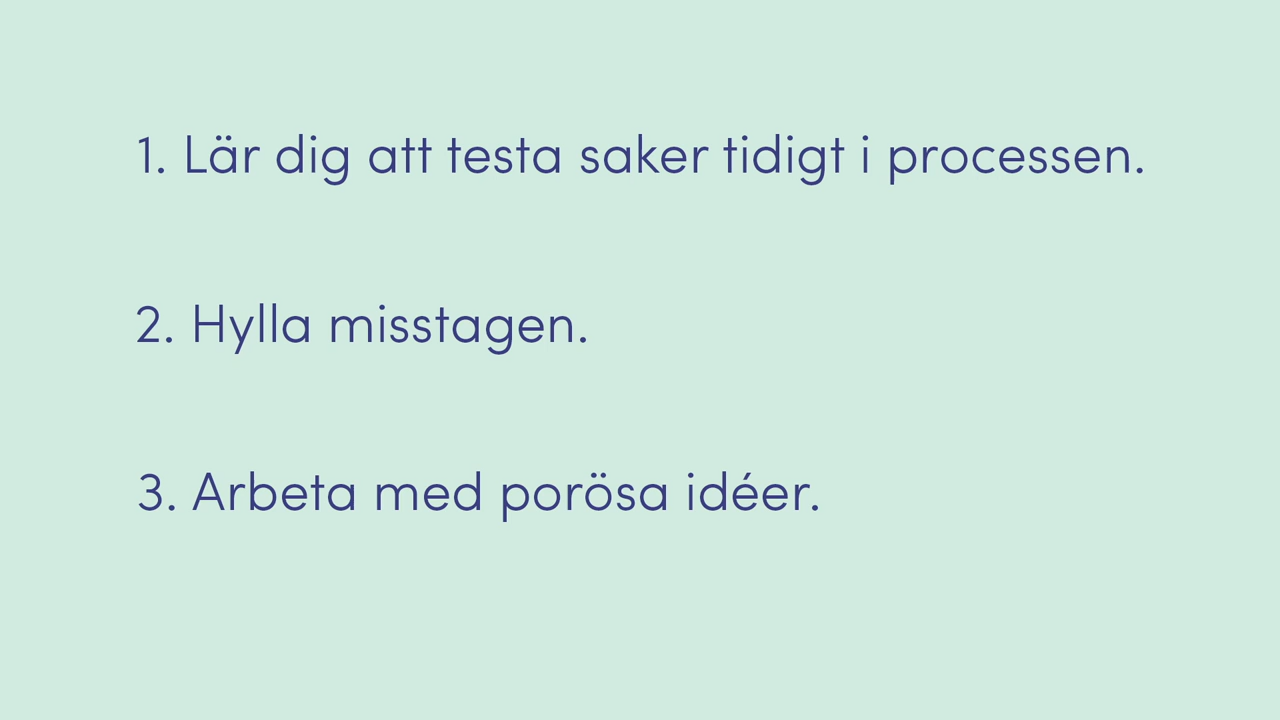 1. Lär dig att testa saker tidigt i processen.
2. Hylla misstagen.
3. Arbeta med porösa idéer.